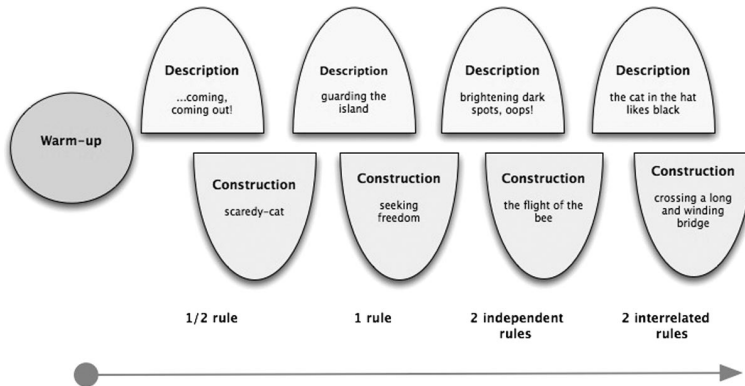 Warm-up
Description
...coming,
coming out!
Description
guarding the
island
Description
brightening dark
spots, oops!
Description
the cat in the hat
likes black
Construction
scaredy-cat
Construction
seeking
freedom
Construction
the flight of the
bee
Construction
crossing a long
and winding
bridge
1/2 rule
1 rule
2 independent
rules
2 interrelated
rules